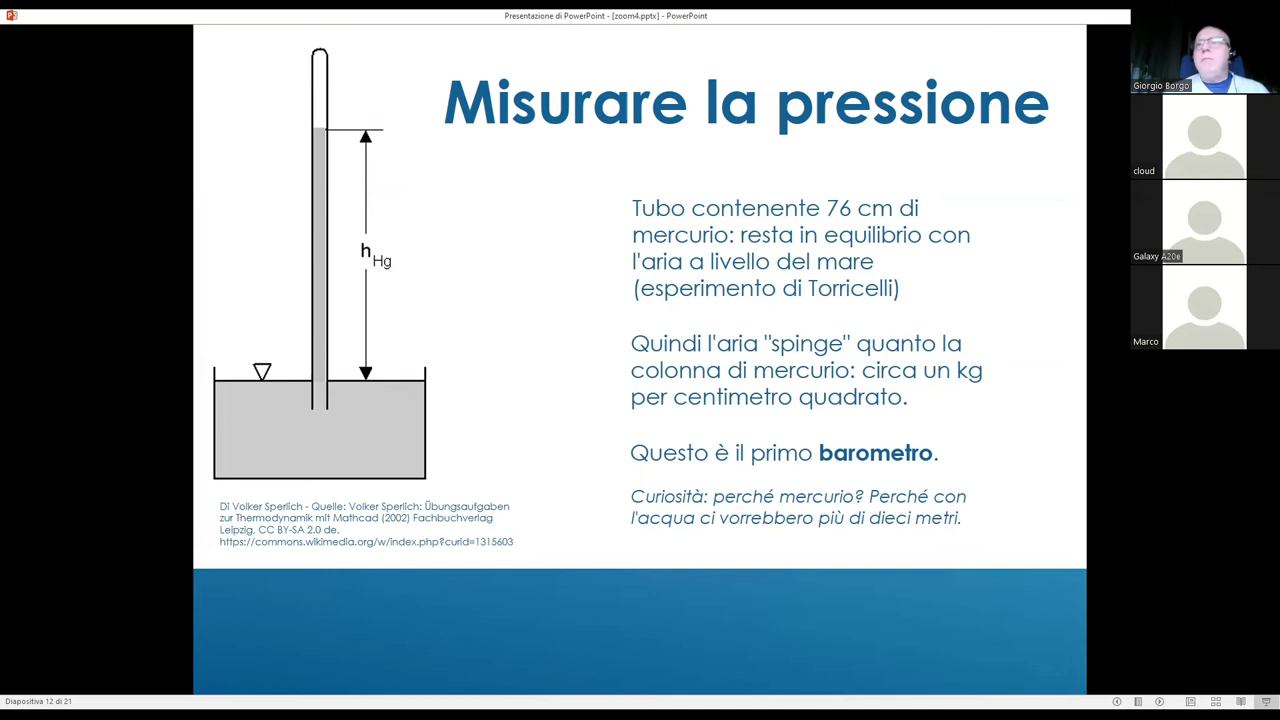 Presentazione di PowerPoint - [zoom4.pptx] - PowerPoint
Misurare la pressione
h
Hg
Tubo contenente 76 cm di
mercurio: resta in equilibrio con
l'aria a livello del mare
(esperimento di Torricelli)
Quindi l'aria "spinge" quanto la
colonna di mercurio: circa un kg
per centimetro quadrato.
Questo è il primo barometro.
Curiosità: perché mercurio? Perché con
l'acqua ci vorrebbero più di dieci metri.
Di Volker Sperlich - Quelle: Volker Sperlich: Übungsaufgaben
zur Thermodynamik mit Mathcad (2002) Fachbuchverlag
Leipzig, CC BY-SA 2.0 de,
https://commons.wikimedia.org/w/index.php?curid=1315603
Giorgio Borgo
cloud
Galaxy A20e
Marco
Diapositiva 12 di 21